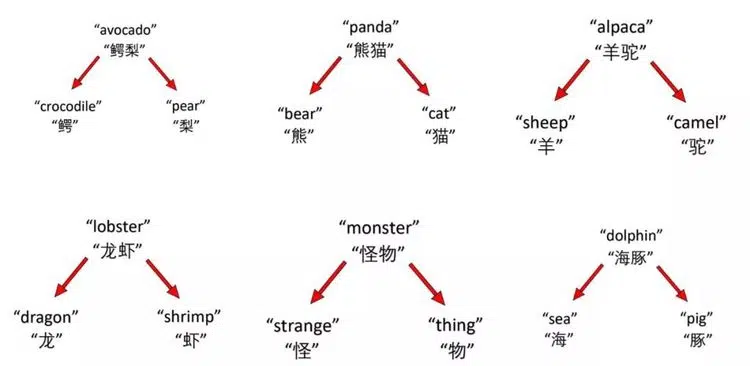 “avocado”
“鳄梨”
“crocodile”
“鳄”
“pear”
“梨”
“panda”
“熊猫”
“bear”
“熊”
“cat”
“猫”
“alpaca”
“羊驼”
“sheep”
“羊”
“camel”
“驼”
“lobster”
“龙虾”
“dragon”
“龙”
“shrimp”
“虾”
“monster”
“怪物”
“strange”
“怪”
“thing”
“物”
“dolphin”
“海豚”
“sea”
“海”
“pig”
“豚”